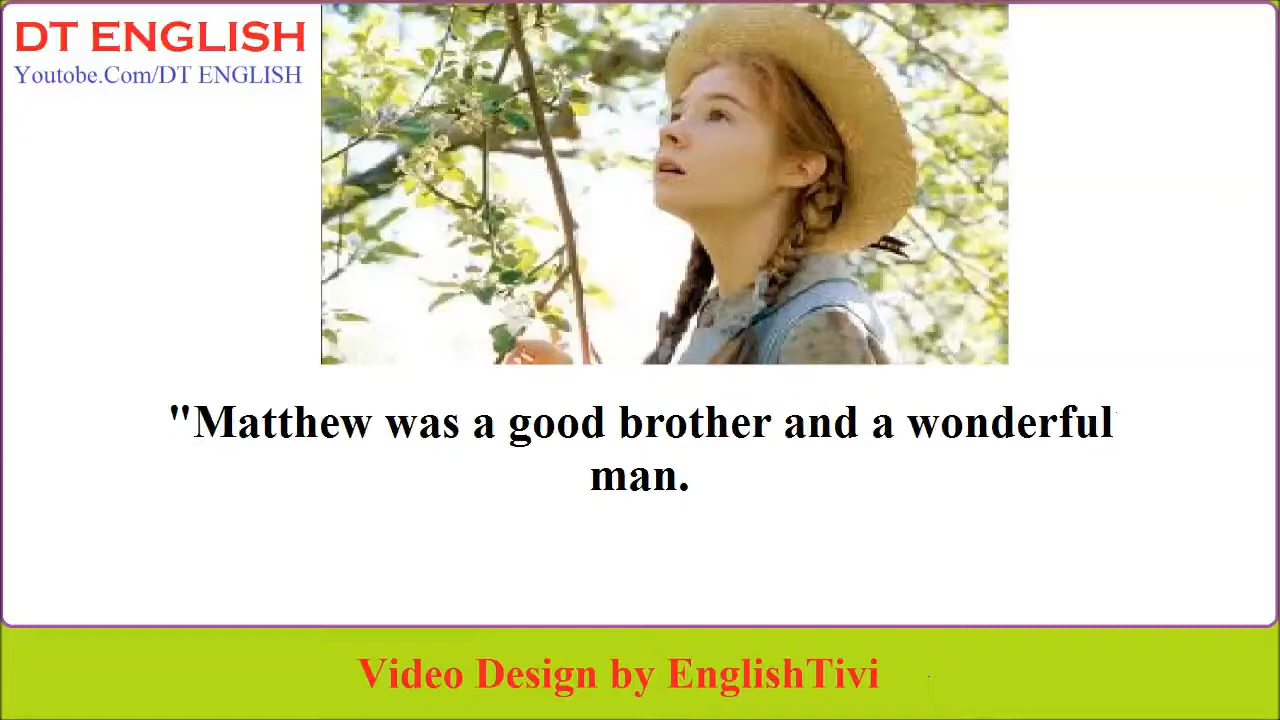 DT ENGLISH
Youtobe.Com/DT ENGLISH
"Matthew was a good brother and a wonderful
man.
Video Design by EnglishTivi